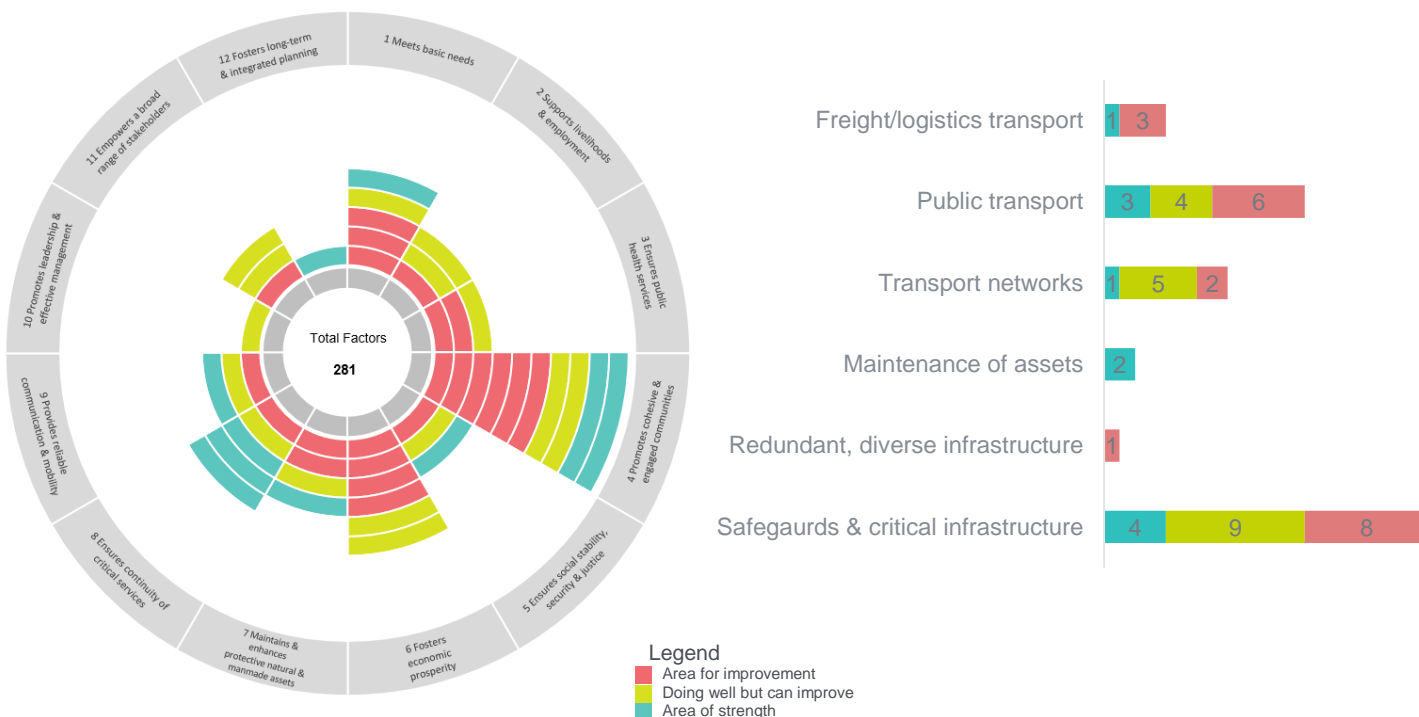 12 Fosters long-term
& integrated planning
1 Meets basic needs
2 Supports livelihoods
& employment
3 Ensures public
health services
4 Promotes cohesive &
engaged communities
5 Ensures social stability,
security & justice
6 Fosters
economic
prosperity
7 Maintains &
enhances
protective natural &
manmade assets
8 Ensures continuity of
critical services
9 Provides reliable
communication & mobility
10 Promotes leadership &
effective management
11 Empowers a broad
range of stakeholders
Total Factors
281
Freight/logistics transport 1 3
Public transport 3 4 6
Transport networks 1 5 2
Maintenance of assets 2
Redundant, diverse infrastructure 1
Safegaurds & critical infrastructure 4 9 8
Legend
Area for improvement
Doing well but can improve
Area of strength